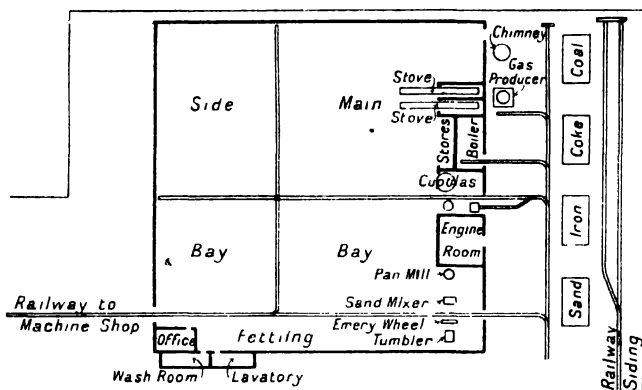 Chimney
Gas
Producer
Coal
Stove
Stove
Side
Main
Stores
Boiler
Coke
Cupolas
Iron
Engine
Room
Bay
Bay
Pan Mill
Sand Mixer
Sand
Railway to
Machine Shop
Emery Wheel
Tumbler
Office
Fettling
Wash Room
Lavatory
Railway
Siding